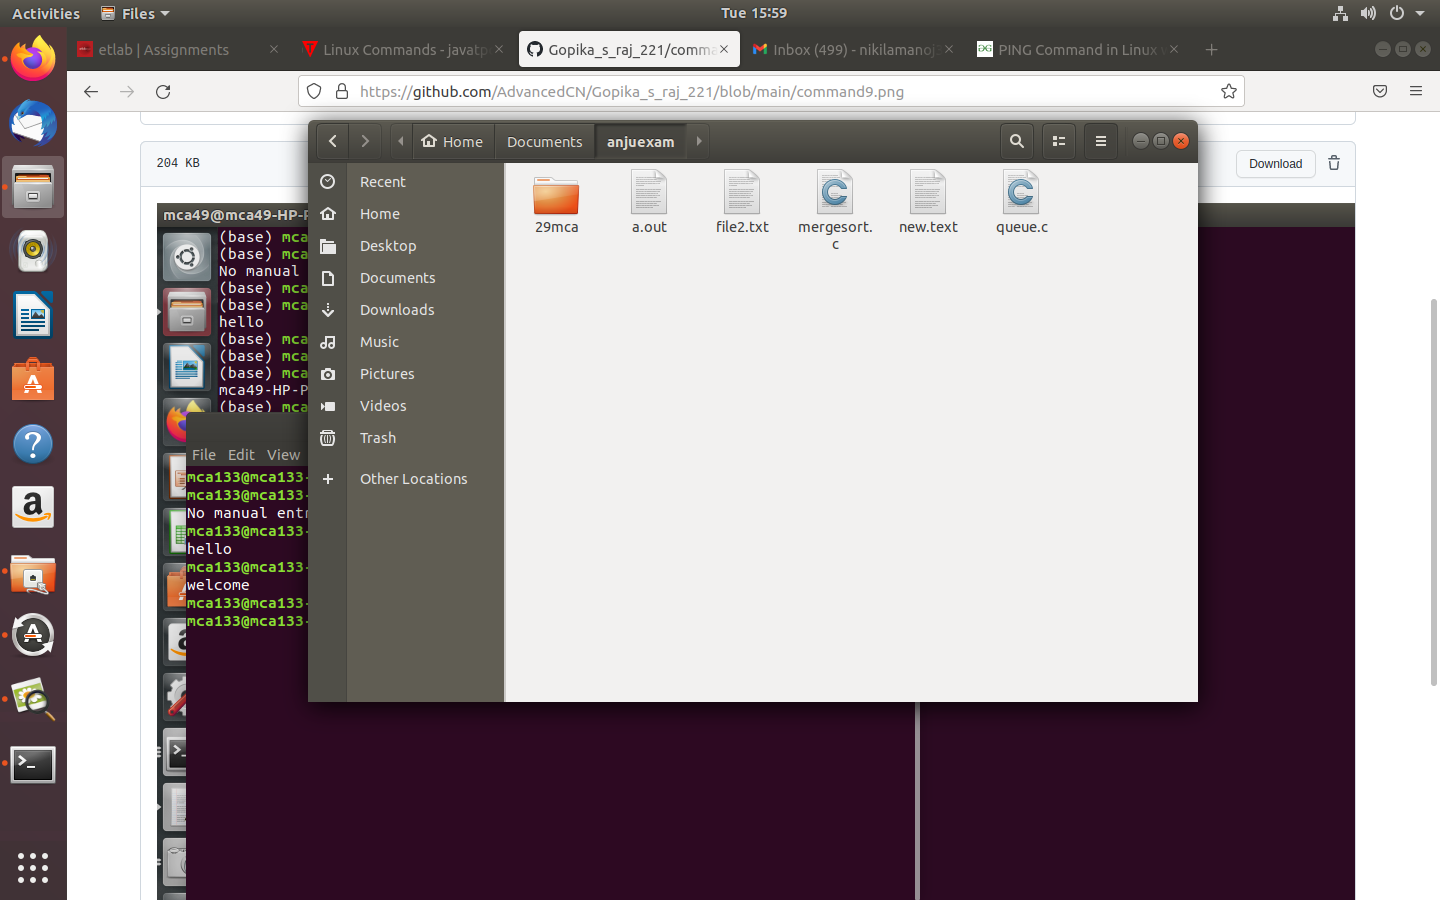 Activities
Files
Tue 15:59
etlab | Assignments
Linux Commands - javatp
Gopika_s_raj_221/comma
Inbox (499) - nikilamanoj
PING Command in Linux
https://github.com/AdvancedCN/Gopika_s_raj_221/blob/main/command9.png
204 KB
Download
Home
Documents
anjuexam
Recent
Home
Desktop
Documents
Downloads
Music
Pictures
Videos
Trash
Other Locations
29mca
a.out
file2.txt
mergesort.
c
new.text
queue.c
mca49@mca49-HP-P
(base) mca
(base) mca
No manual
(base) mca
(base) mca
hello
(base) mca
(base) mca
(base) mca
mca49-HP-P
(base) mca
File Edit View
mca133@mca133-
mca133@mca133-
No manual entr
mca133@mca133-
hello
mca133@mca133-
welcome
mca133@mca133-
mca133@mca133-